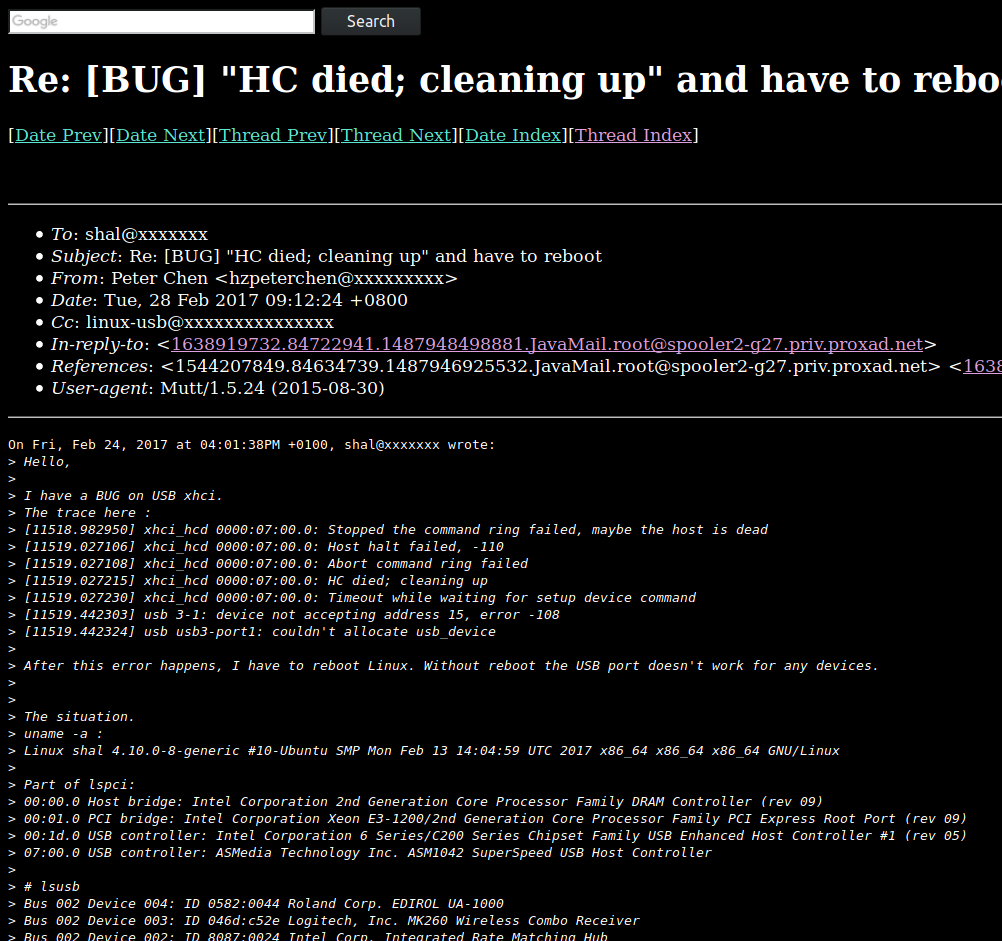 Google Search
Re: [BUG] "HC died; cleaning up" and have to rebo
[Date Prev][Date Next][Thread Prev][Thread Next][Date Index][Thread Index]
• To: shal@xxxxxxx
• Subject: Re: [BUG] "HC died; cleaning up" and have to reboot
• From: Peter Chen <hzpeterchen@xxxxxxxxx>
• Date: Tue, 28 Feb 2017 09:12:24 +0800
• Cc: linux-usb@xxxxxxxxxxxxxxx
• In-reply-to: <1638919732.84722941.1487948498881.JavaMail.root@spooler2-g27.priv.proxad.net>
• References: <1544207849.84634739.1487946925532.JavaMail.root@spooler2-g27.priv.proxad.net> <1638
• User-agent: Mutt/1.5.24 (2015-08-30)
On Fri, Feb 24, 2017 at 04:01:38PM +0100, shal@xxxxxxx wrote:
> Hello,
>
> I have a BUG on USB xhci.
> The trace here :
> [11518.982950] xhci_hcd 0000:07:00.0: Stopped the command ring failed, maybe the host is dead
> [11519.027106] xhci_hcd 0000:07:00.0: Host halt failed, -110
> [11519.027108] xhci_hcd 0000:07:00.0: Abort command ring failed
> [11519.027215] xhci_hcd 0000:07:00.0: HC died; cleaning up
> [11519.027230] xhci_hcd 0000:07:00.0: Timeout while waiting for setup device command
> [11519.442303] usb 3-1: device not accepting address 15, error -108
> [11519.442324] usb usb3-port1: couldn't allocate usb_device
>
> After this error happens, I have to reboot Linux. Without reboot the USB port doesn't work for any devices.
>
>
> The situation.
> uname -a :
> Linux shal 4.10.0-8-generic #10-Ubuntu SMP Mon Feb 13 14:04:59 UTC 2017 x86_64 x86_64 x86_64 GNU/Linux
>
> Part of lspci:
> 00:00.0 Host bridge: Intel Corporation 2nd Generation Core Processor Family DRAM Controller (rev 09)
> 00:01.0 PCI bridge: Intel Corporation Xeon E3-1200/2nd Generation Core Processor Family PCI Express Root Port (rev 09)
> 00:1d.0 USB controller: Intel Corporation 6 Series/C200 Series Chipset Family USB Enhanced Host Controller #1 (rev 05)
> 07:00.0 USB controller: ASMedia Technology Inc. ASM1042 SuperSpeed USB Host Controller
>
> # lsusb
> Bus 002 Device 004: ID 0582:0044 Roland Corp. EDIROL UA-1000
> Bus 002 Device 003: ID 046d:c52e Logitech, Inc. MK260 Wireless Combo Receiver
> Bus 002 Device 002: ID 8087:0024 Intel Corp. Integrated Rate Matching Hub